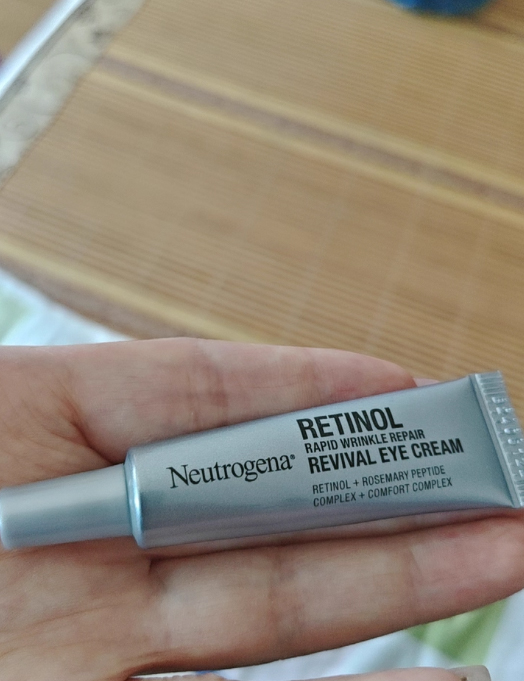 Neutrogena®
RETINOL
RAPID WRINKLE REPAIR
REVIVAL EYE CREAM
RETINOL + ROSEMARY PEPTIDE
COMPLEX + COMFORT COMPLEX